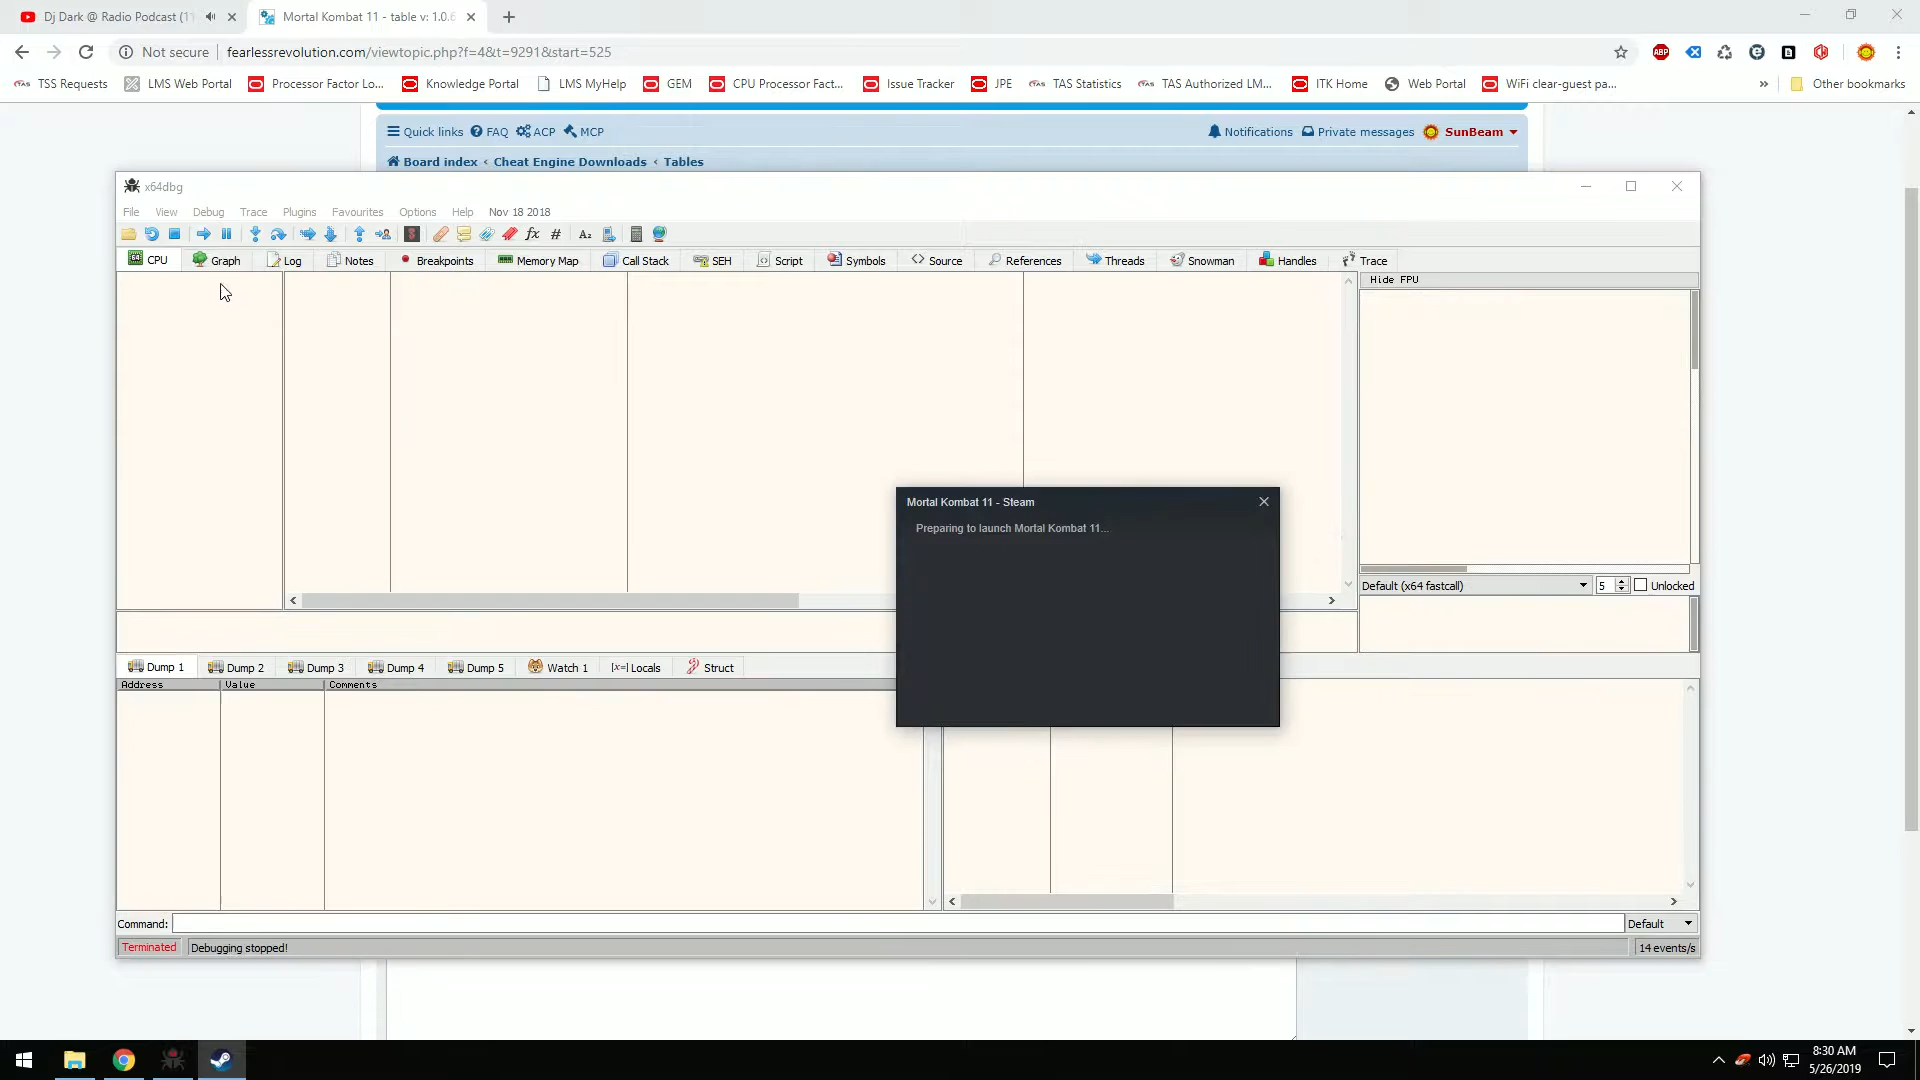 Dj Dark @ Radio Podcast (1
Mortal Kombat 11 - table v: 1.0.6
Not secure fearlessrevolution.com/viewtopic.php?f=4&t=9291&start=525
ABP
TSS Requests LMS Web Portal Processor Factor Lo... Knowledge Portal LMS MyHelp GEM CPU Processor Fact... Issue Tracker JPE TAS Statistics TAS Authorized LM... ITK Home Web Portal WiFi clear-guest pa... » Other bookmarks
Quick links FAQ ACP MCP Notifications Private messages SunBeam
Board index ‹ Cheat Engine Downloads ‹ Tables
x64dbg
File View Debug Trace Plugins Favourites Options Help Nov 18 2018
CPU Graph Log Notes Breakpoints Memory Map Call Stack SEH Script Symbols Source References Threads Snowman Handles Trace
Hide FPU
Mortal Kombat 11 - Steam
Preparing to launch Mortal Kombat 11...
Default (x64 fastcall) 5 Unlocked
Dump 1 Dump 2 Dump 3 Dump 4 Dump 5 Watch 1 [x=] Locals Struct
Address Value Comments
Command: Default
Terminated Debugging stopped! 14 events/s
8:30 AM
5/26/2019